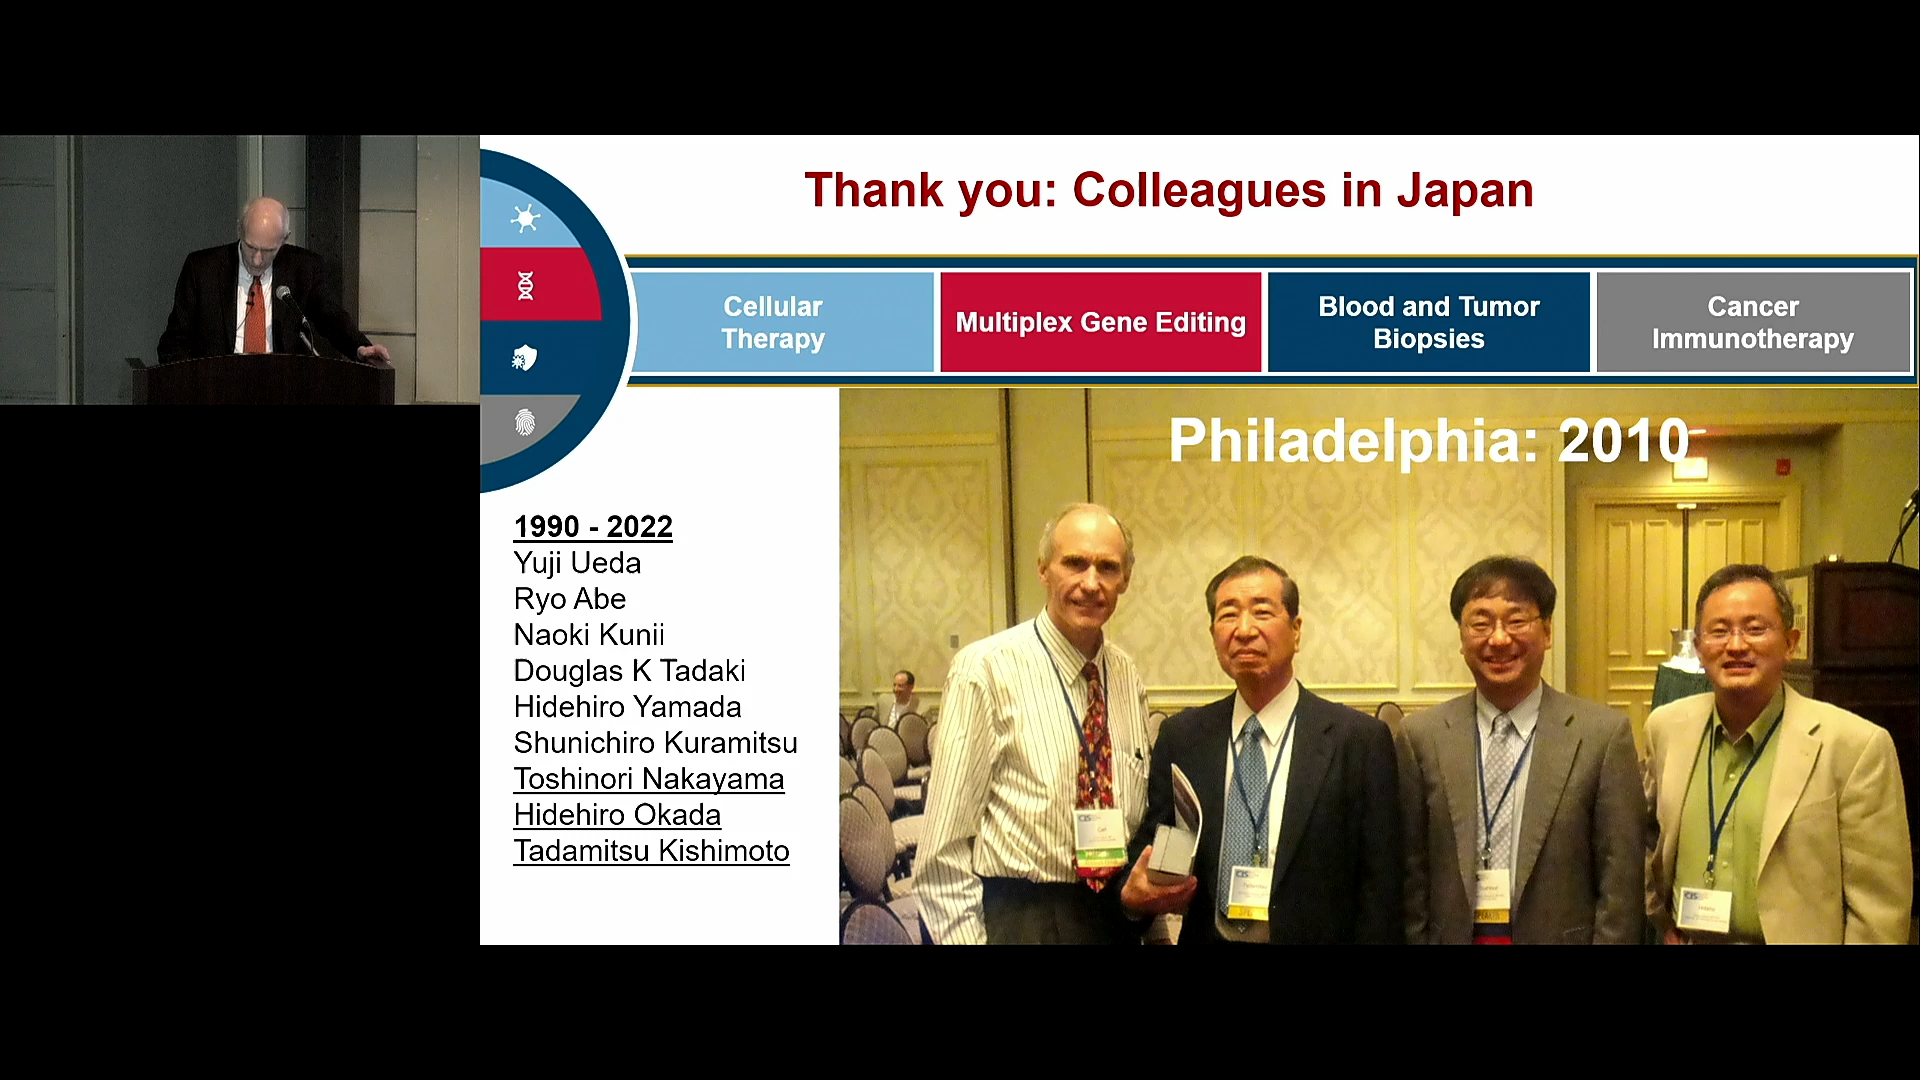 Thank you: Colleagues in Japan
Cellular
Therapy
Multiplex Gene Editing
Blood and Tumor
Biopsies
Cancer
Immunotherapy
Philadelphia: 2010
1990 - 2022
Yuji Ueda
Ryo Abe
Naoki Kunii
Douglas K Tadaki
Hidehiro Yamada
Shunichiro Kuramitsu
Toshinori Nakayama
Hidehiro Okada
Tadamitsu Kishimoto